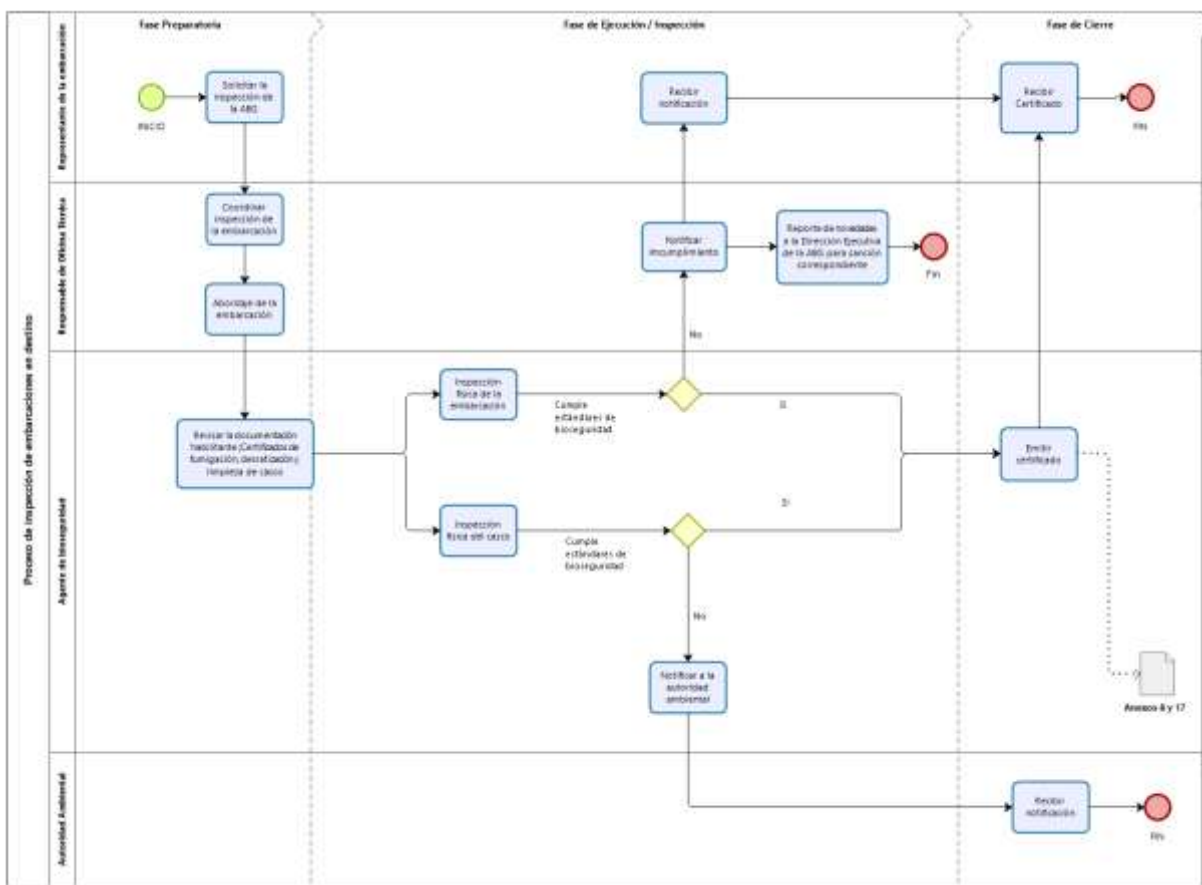 Fase Preparatoria
Fase de Ejecución / Inspección
Fase de Cierre
Proceso de inspección de embarcaciones en destino
Representante de la embarcación
INICIO
Solicitar la
inspección de
la ABG
Recibir
notificación
Recibir
Certificado
Fin
Responsable de Oficina Técnica
Coordinar
inspección de
la embarcación
Abordaje de la
embarcación
Notificar
incumplimiento
Reporte de novedades
a la Dirección Ejecutiva
de la ABG para sanción
correspondiente
Fin
No
Agente de bioseguridad
Revisar la documentación
habilitante (Certificados de
fumigación, desratización y
limpieza de casco
Inspección
física de la
embarcación
Cumple
estándares de
bioseguridad
Si
Inspección
física del casco
Cumple
estándares de
bioseguridad
Si
No
Emitir
certificado
Notificar a la
autoridad
ambiental
Anexos 8 y 17
Autoridad Ambiental
Recibir
notificación
Fin